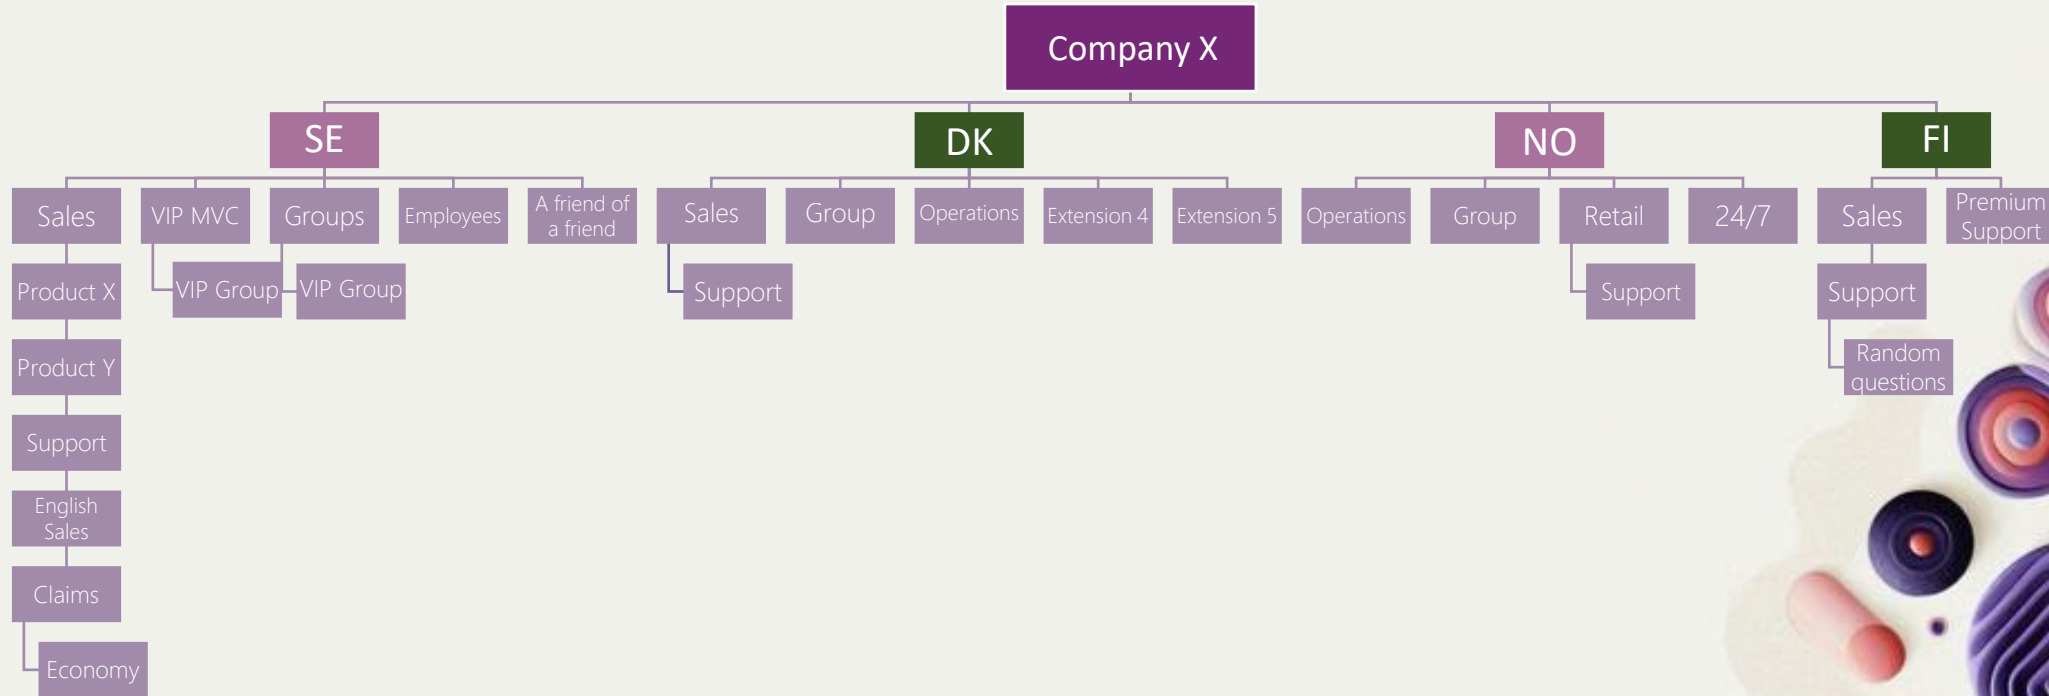 Company X
SE
DK
NO
FI
Sales
VIP MVC
Groups
Employees
A friend of
a friend
Sales
Group
Operations
Extension 4
Extension 5
Operations
Group
Retail
24/7
Sales
Premium
Support
Product X
VIP Group
VIP Group
Support
Support
Support
Product Y
Random
questions
Support
English
Sales
Claims
Economy